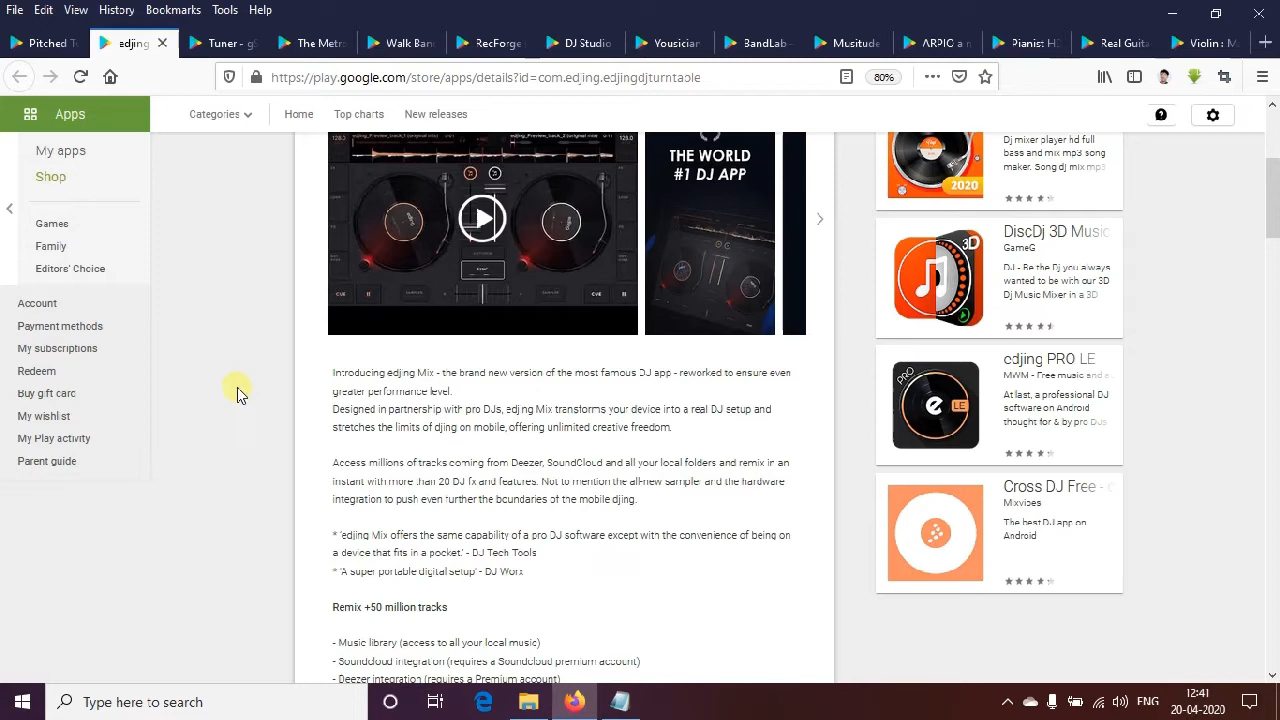 File Edit View History Bookmarks Tools Help
Pitched Tu edjing Tuner - gS The Metro Walk Band RecForge DJ Studio Yousician BandLab - Musitude ARPIO a n Pianist HD Real Guita Violin : M
https://play.google.com/store/apps/details?id=com.edjing.edjingdjturntable 80%
Apps Categories Home Top charts New releases
My apps
Shop
Games
Family
Editors' Choice
Account
Payment methods
My subscriptions
Redeem
Buy gift card
My wishlist
My Play activity
Parent guide
THE WORLD
#1 DJ APP
CUE
CUE
Introducing edjing Mix - the brand new version of the most famous DJ app - reworked to ensure even
greater performance level.
Designed in partnership with pro DJs, edjing Mix transforms your device into a real DJ setup and
stretches the limits of djing on mobile, offering unlimited creative freedom.
Access millions of tracks coming from Deezer, SoundCloud and all your local folders and remix in an
instant with more than 20 DJ fx and features. Not to mention the all-new sampler and the hardware
integration to push even further the boundaries of the mobile djing.
* 'edjing Mix offers the same capability of a pro DJ software except with the convenience of being on
a device that fits in a pocket.' - DJ Tech Tools
* 'A super portable digital setup' - DJ Worx
Remix +50 million tracks
- Music library (access to all your local music)
- Soundcloud integration (requires a Soundcloud premium account)
- Deezer integration (requires a Premium account)
2020
Dj mixer player hd full
bass and mix mp3 song
maker. Song dj mix mp3
3D
DiscDj 3D Music
GameG
DJ - Be the Dj you always
wanted to be with our 3D
Dj Music Mixer in a 3D
PRO
e LE
edjing PRO LE
MWM - Free music and a
At last, a professional DJ
software on Android
thought for & by pro DJs
Cross DJ Free - d
Mixvibes
The best DJ app on
Android
Type here to search
ENG
12:41
20-04-2020